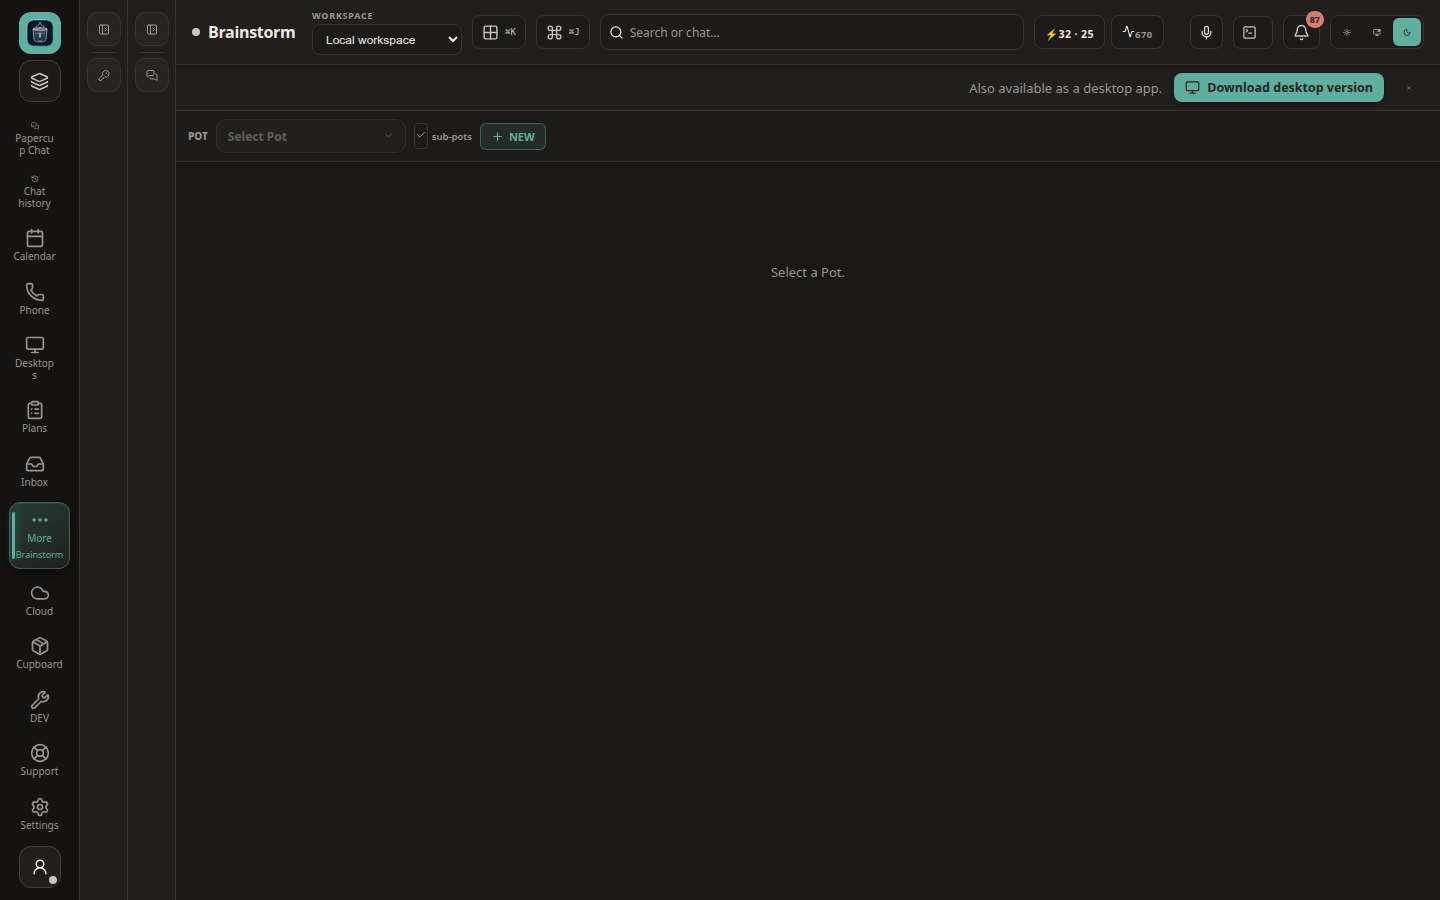 Brainstorm
WORKSPACE
Local workspace
⌘K
⌘J
Search or chat...
⚡32 · 25
670
87
Also available as a desktop app.
Download desktop version
×
POT
Select Pot
sub-pots
NEW
Select a Pot.
Papercu
p Chat
Chat
history
Calendar
Phone
Desktop
s
Plans
Inbox
More
Brainstorm
Cloud
Cupboard
DEV
Support
Settings